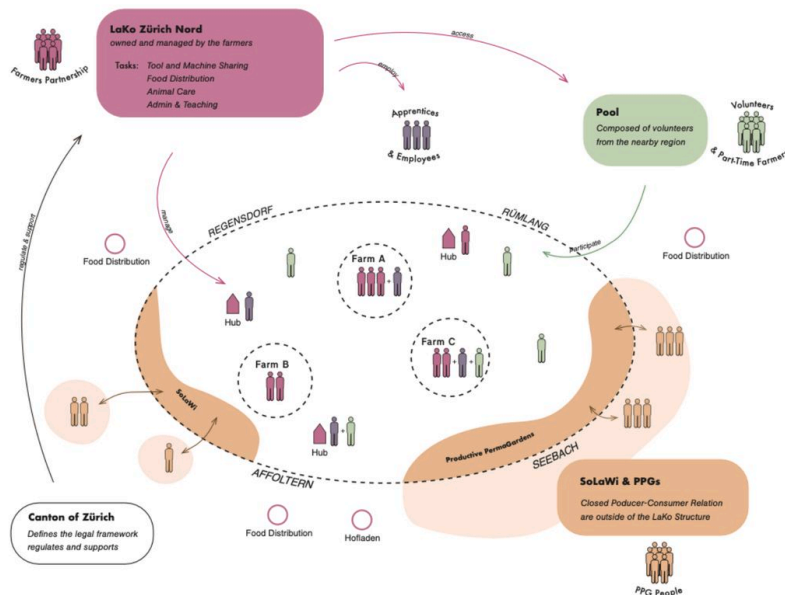 LaKo Zürich Nord
owned and managed by the farmers
Tasks: Tool and Machine Sharing
Food Distribution
Animal Care
Admin & Teaching
Farmers Partnership
access
employ
Apprentices
& Employees
Pool
Composed of volunteers
from the nearby region
Volunteers
& Part-Time Farmers
regulate & support
manage
REGENSDORF
RÜMLANG
participate
Food Distribution
Food Distribution
Hub
Farm A
+
Hub
Farm C
+ +
Farm B
SoLaWi
Hub
+
Productive PermaGardens
AFFOLTERN
SEEBACH
Canton of Zürich
Defines the legal framework
regulates and supports
Food Distribution
Hofladen
SoLaWi & PPGs
Closed Poducer-Consumer Relation
are outside of the LaKo Structure
PPG People